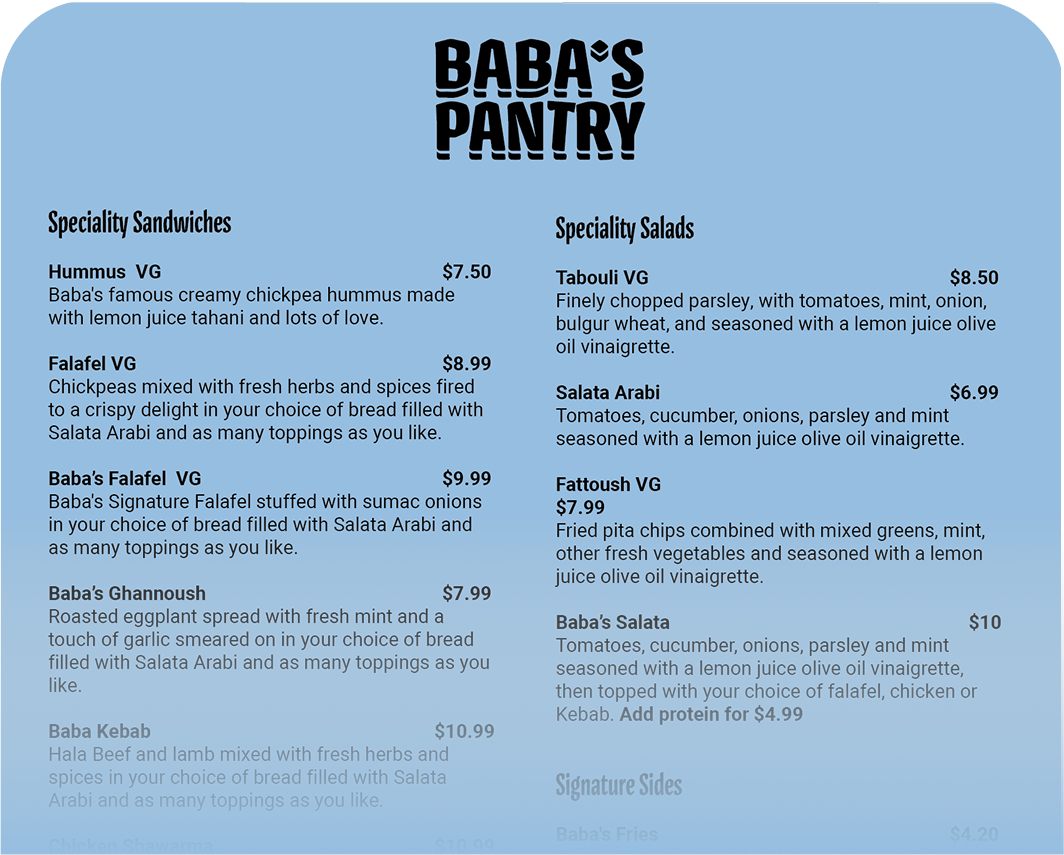 BABA'S
PANTRY
Speciality Sandwiches
Hummus VG $7.50
Baba's famous creamy chickpea hummus made
with lemon juice tahani and lots of love.
Falafel VG $8.99
Chickpeas mixed with fresh herbs and spices fired
to a crispy delight in your choice of bread filled with
Salata Arabi and as many toppings as you like.
Baba’s Falafel VG $9.99
Baba's Signature Falafel stuffed with sumac onions
in your choice of bread filled with Salata Arabi and
as many toppings as you like.
Baba’s Ghannoush $7.99
Roasted eggplant spread with fresh mint and a
touch of garlic smeared on in your choice of bread
filled with Salata Arabi and as many toppings as you
like.
Baba Kebab $10.99
Hala Beef and lamb mixed with fresh herbs and
spices in your choice of bread filled with Salata
Arabi and as many toppings as you like.
Chicken Shawarma $10.99
Speciality Salads
Tabouli VG $8.50
Finely chopped parsley, with tomatoes, mint, onion,
bulgur wheat, and seasoned with a lemon juice olive
oil vinaigrette.
Salata Arabi $6.99
Tomatoes, cucumber, onions, parsley and mint
seasoned with a lemon juice olive oil vinaigrette.
Fattoush VG
$7.99
Fried pita chips combined with mixed greens, mint,
other fresh vegetables and seasoned with a lemon
juice olive oil vinaigrette.
Baba’s Salata $10
Tomatoes, cucumber, onions, parsley and mint
seasoned with a lemon juice olive oil vinaigrette,
then topped with your choice of falafel, chicken or
Kebab. Add protein for $4.99
Signature Sides
Baba’s Fries $4.20